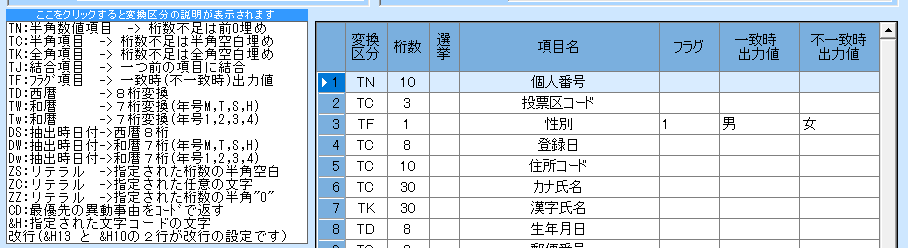 ここをクリックすると変換区分の説明が表示されます
TN:半角数値項目 -> 桁数不足は前0埋め
TC:半角項目 -> 桁数不足は半角空白埋め
TK:全角項目 -> 桁数不足は全角空白埋め
TJ:結合項目 -> 一つ前の項目に結合
TF:ﾌﾗｸﾞ項目 -> 一致時(不一致時)出力値
TD:西暦 -> 8桁変換
TW:和暦 -> 7桁変換(年号M,T,S,H)
Tw:和暦 -> 7桁変換(年号1,2,3,4)
DS:抽出時日付->西暦8桁
DW:抽出時日付->和暦7桁(年号M,T,S,H)
Dw:抽出時日付->和暦7桁(年号1,2,3,4)
ZS:リテラル ->指定された桁数の半角空白
ZC:リテラル ->指定された任意の文字
ZZ:リテラル ->指定された桁数の半角"0"
CD:最優先の異動事由をｺｰﾄﾞで返す
&H:指定された文字コードの文字
改行(&H13 と &H10の2行が改行の設定です)
変換区分 桁数 選挙 項目名 フラグ 一致時出力値 不一致時出力値
1 TN 10 個人番号
2 TC 3 投票区コード
3 TF 1 性別 1 男 女
4 TC 8 登録日
5 TC 10 住所コード
6 TC 30 カナ氏名
7 TK 30 漢字氏名
8 TD 8 生年月日